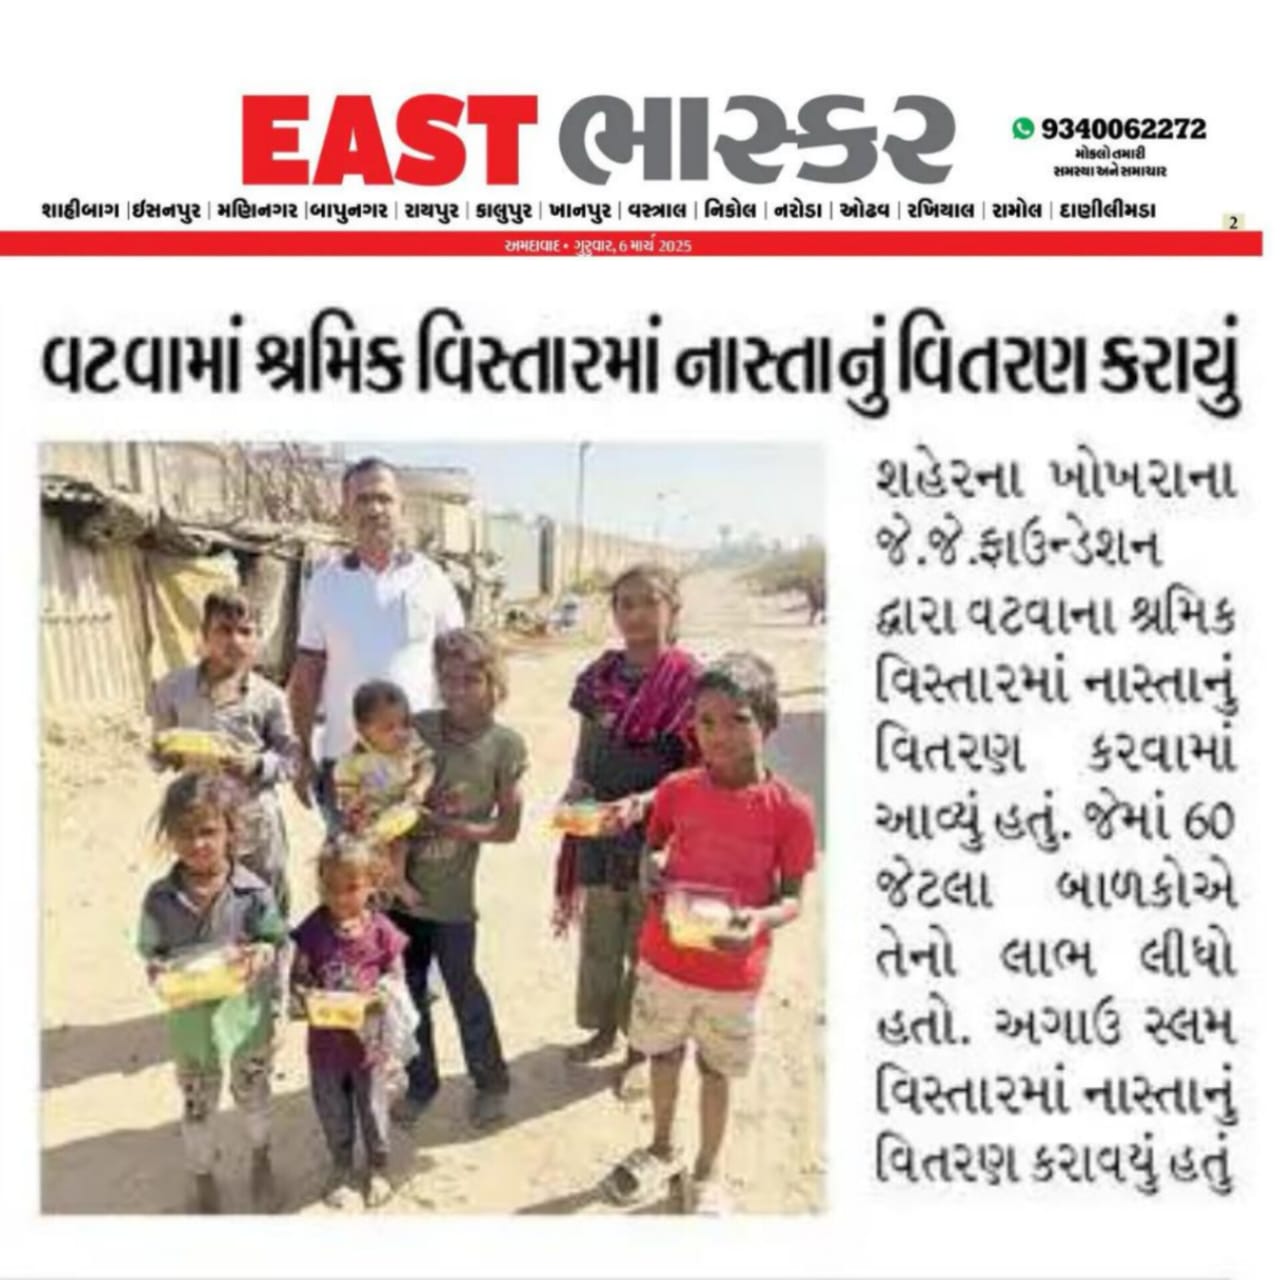 EAST ભાસ્કર
9340062272
મોકલો તમારી
સમસ્યા અને સમાચાર
શાહીબાગ | ઇસનપુર | મણિનગર | બાપુનગર | રાયપુર | કાલુપુર | ખાનપુર | વસ્ત્રાલ | નિકોલ | નરોડા | ઓઢવ | રખિયાલ | રામોલ | દાણીલીમડા
2
અમદાવાદ • ગુરુવાર, 6 માર્ચ 2025
વટવામાં શ્રમિક વિસ્તારમાં નાસ્તાનું વિતરણ કરાયું
શહેરના ખોખરાના
જે.જે.ફાઉન્ડેશન
દ્વારા વટવાના શ્રમિક
વિસ્તારમાં નાસ્તાનું
વિતરણ કરવામાં
આવ્યું હતું. જેમાં 60
જેટલા બાળકોએ
તેનો લાભ લીધો
હતો. અગાઉ સ્લમ
વિસ્તારમાં નાસ્તાનું
વિતરણ કરાવયું હતું